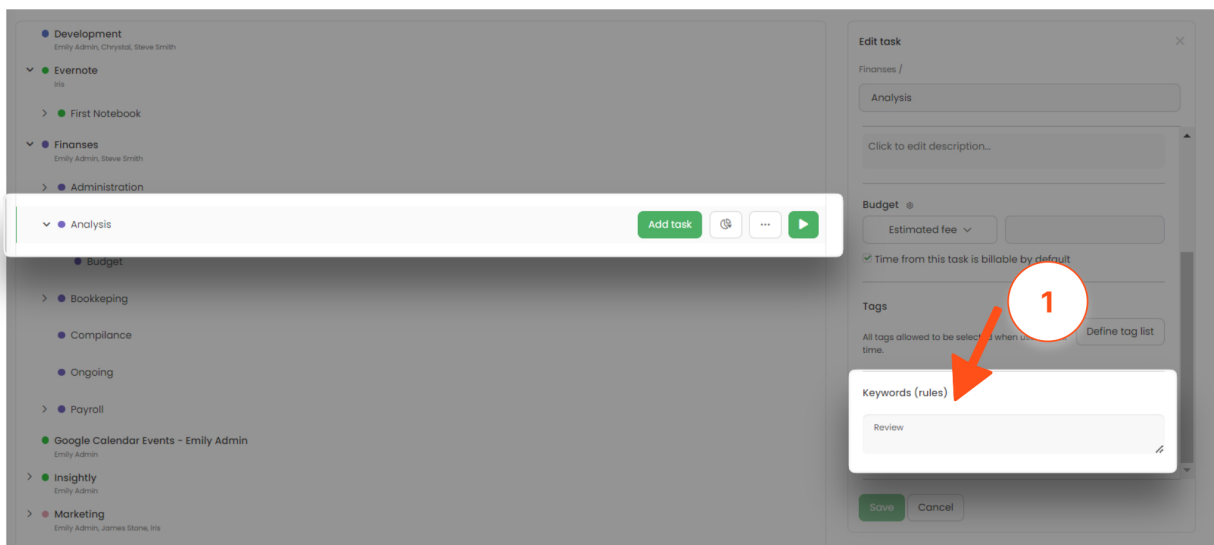 Development
Emily Admin, Chrystal, Steve Smith
Evernote
Iris
First Notebook
Finanses
Emily Admin, Steve Smith
Administration
Analysis
Add task
Budget
Bookkeping
Compilance
Ongoing
Payroll
Google Calendar Events - Emily Admin
Emily Admin
Insightly
Emily Admin
Marketing
Emily Admin, James Stone, Iris
Edit task
Finanses /
Analysis
Click to edit description...
Budget
Estimated fee
Time from this task is billable by default
1
Tags
All tags allowed to be selected when
time.
Define tag list
Keywords (rules)
Review
Save
Cancel